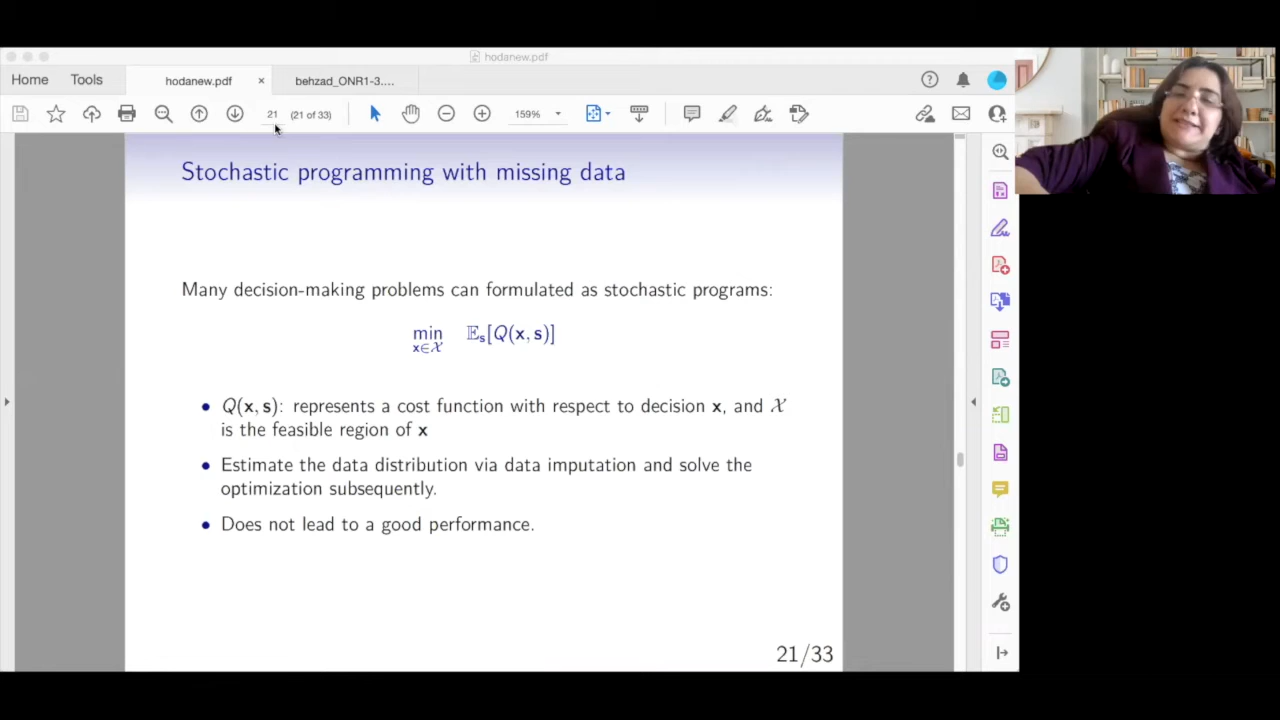 hodanew.pdf
Home
Tools
hodanew.pdf
×
behzad_ONR1-3....
21
(21 of 33)
159%
Stochastic programming with missing data
Many decision-making problems can formulated as stochastic programs:
min 𝔼ₛ[Q(x, s)]
x∈𝒳
• Q(x, s): represents a cost function with respect to decision x, and 𝒳
is the feasible region of x
• Estimate the data distribution via data imputation and solve the
optimization subsequently.
• Does not lead to a good performance.
21/33